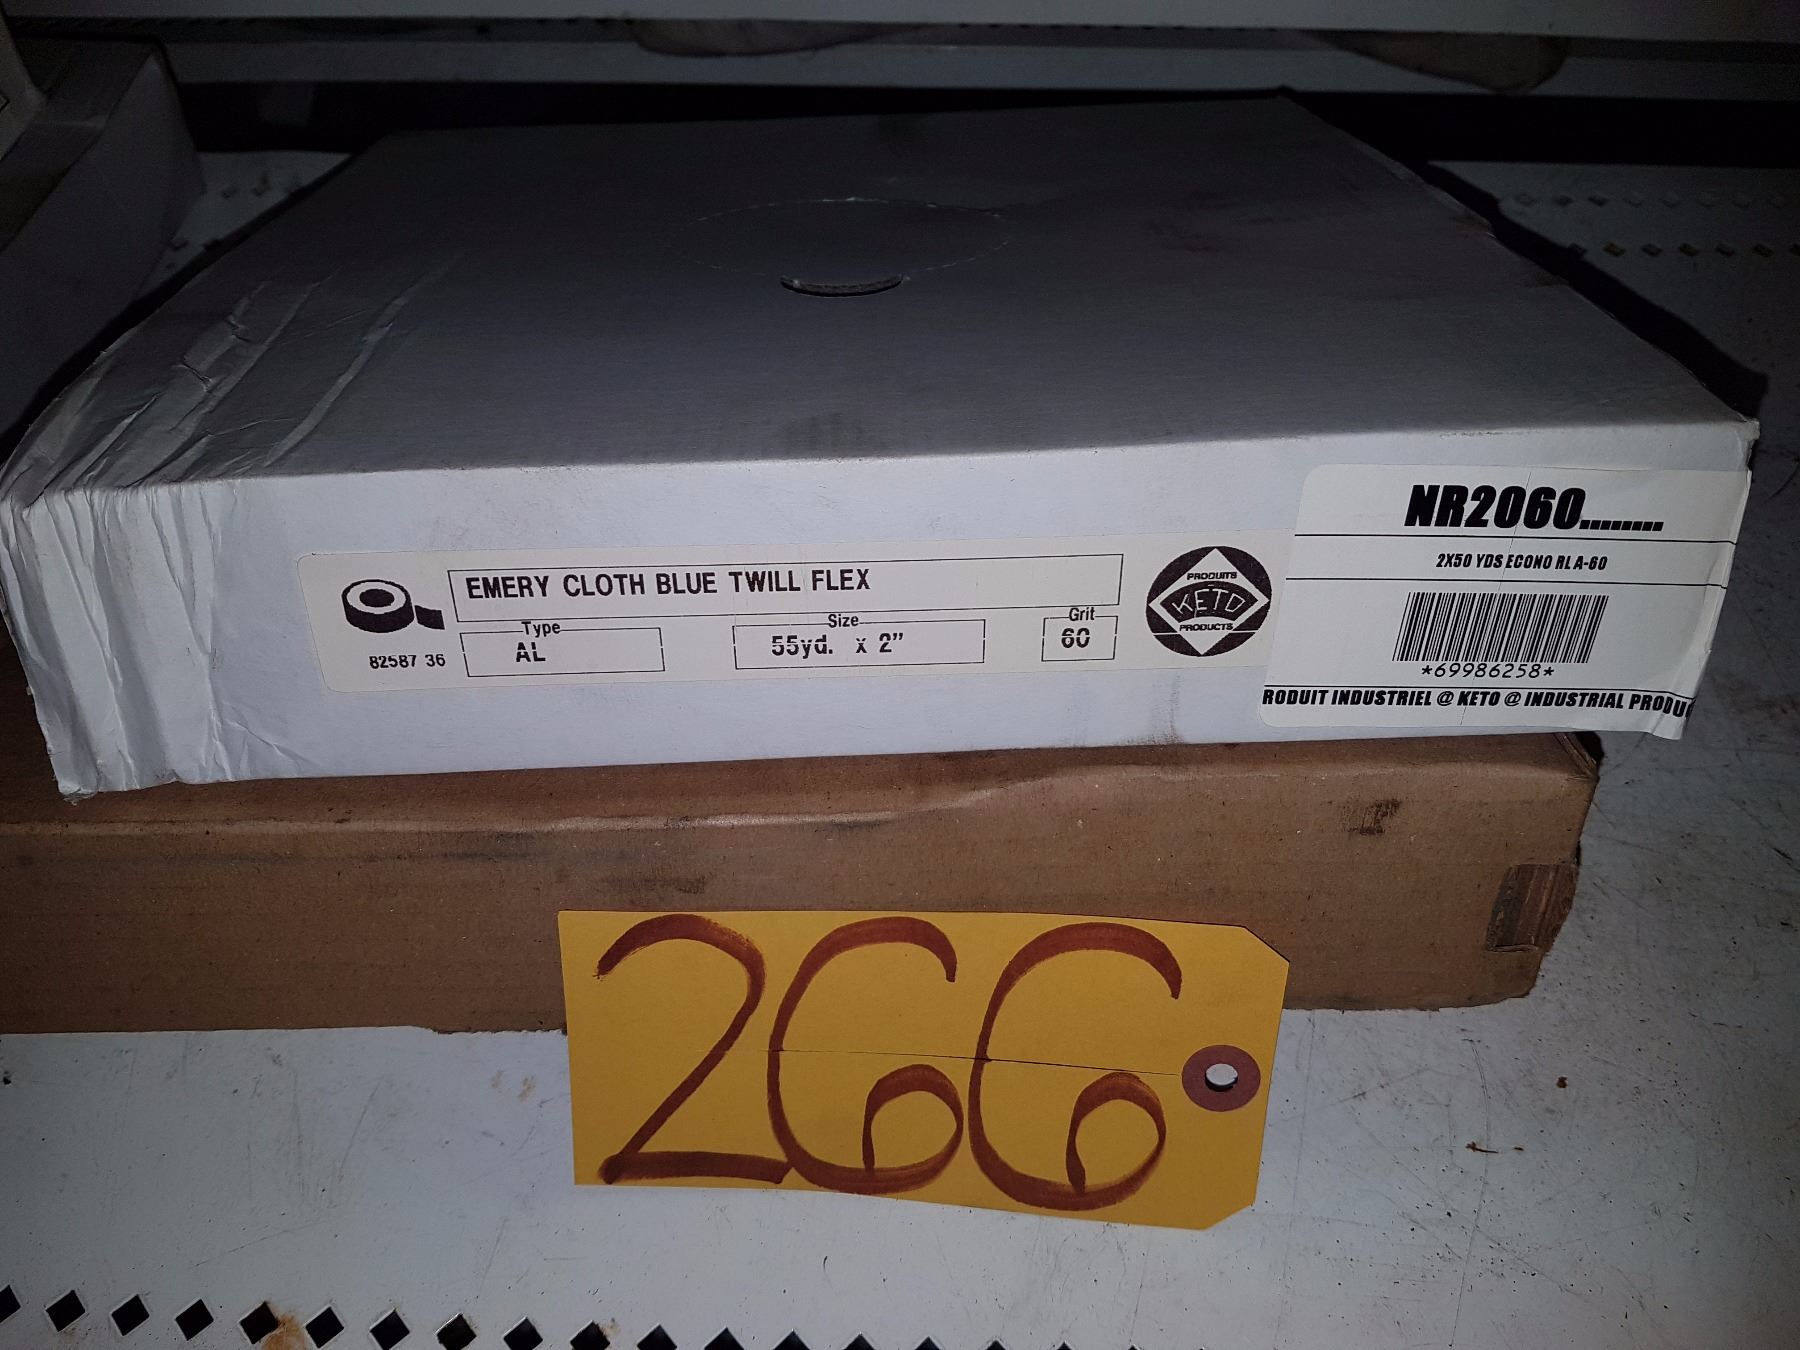 EMERY CLOTH BLUE TWILL FLEX
Type
AL
Size
55yd. x 2"
Grit
60
82587 36
PRODUITS
KETO
PRODUCTS
NR2060........
2X50 YDS ECONO RL A-60
*69986258*
RODUIT INDUSTRIEL @ KETO @ INDUSTRIAL PRODU
266